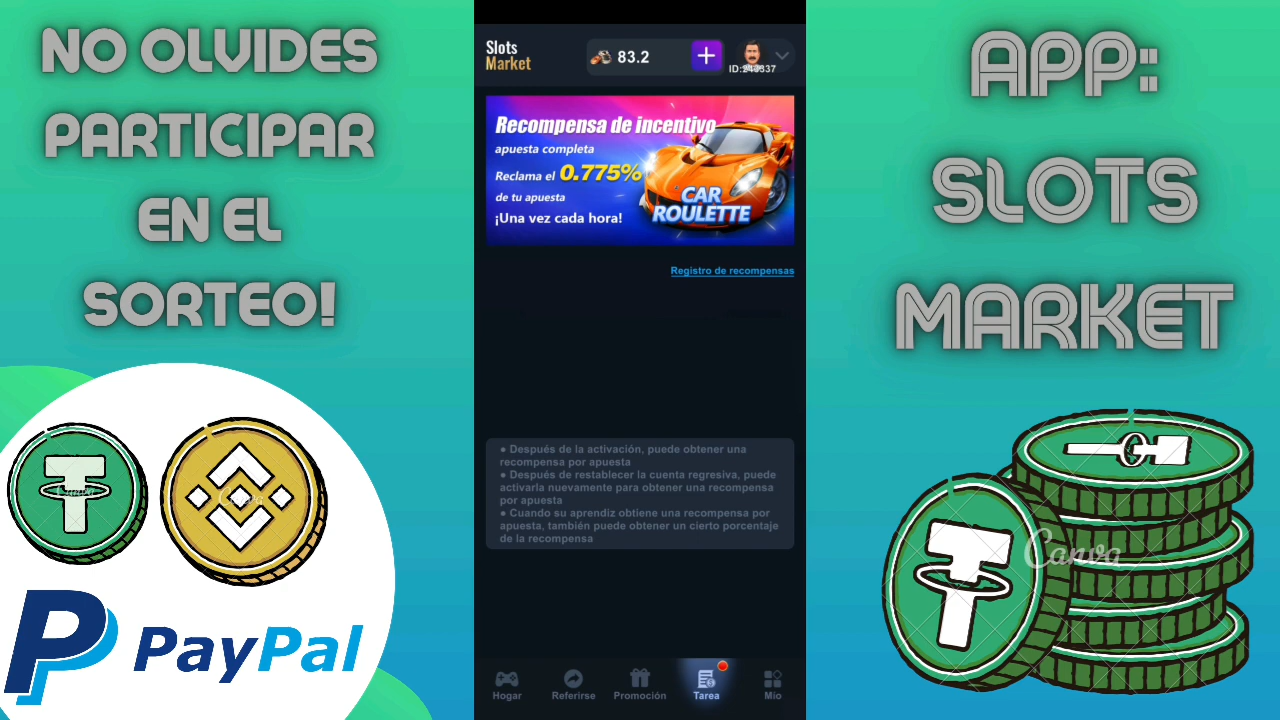 NO OLVIDES
PARTICIPAR
EN EL
SORTEO!
PayPal
Slots
Market
83.2
+
Recompensa de incentivo
apuesta completa
Reclama el 0.775%
de tu apuesta
¡Una vez cada hora!
CAR
ROULETTE
Registro de recompensas
● Después de la activación, puede obtener una
recompensa por apuesta
● Después de restablecer la cuenta regresiva, puede
activarla nuevamente para obtener una recompensa
por apuesta
● Cuando su aprendiz obtiene una recompensa por
apuesta, también puede obtener un cierto porcentaje
de la recompensa
Hogar
Referirse
Promoción
Tarea
Mío
APP:
SLOTS
MARKET
Canva